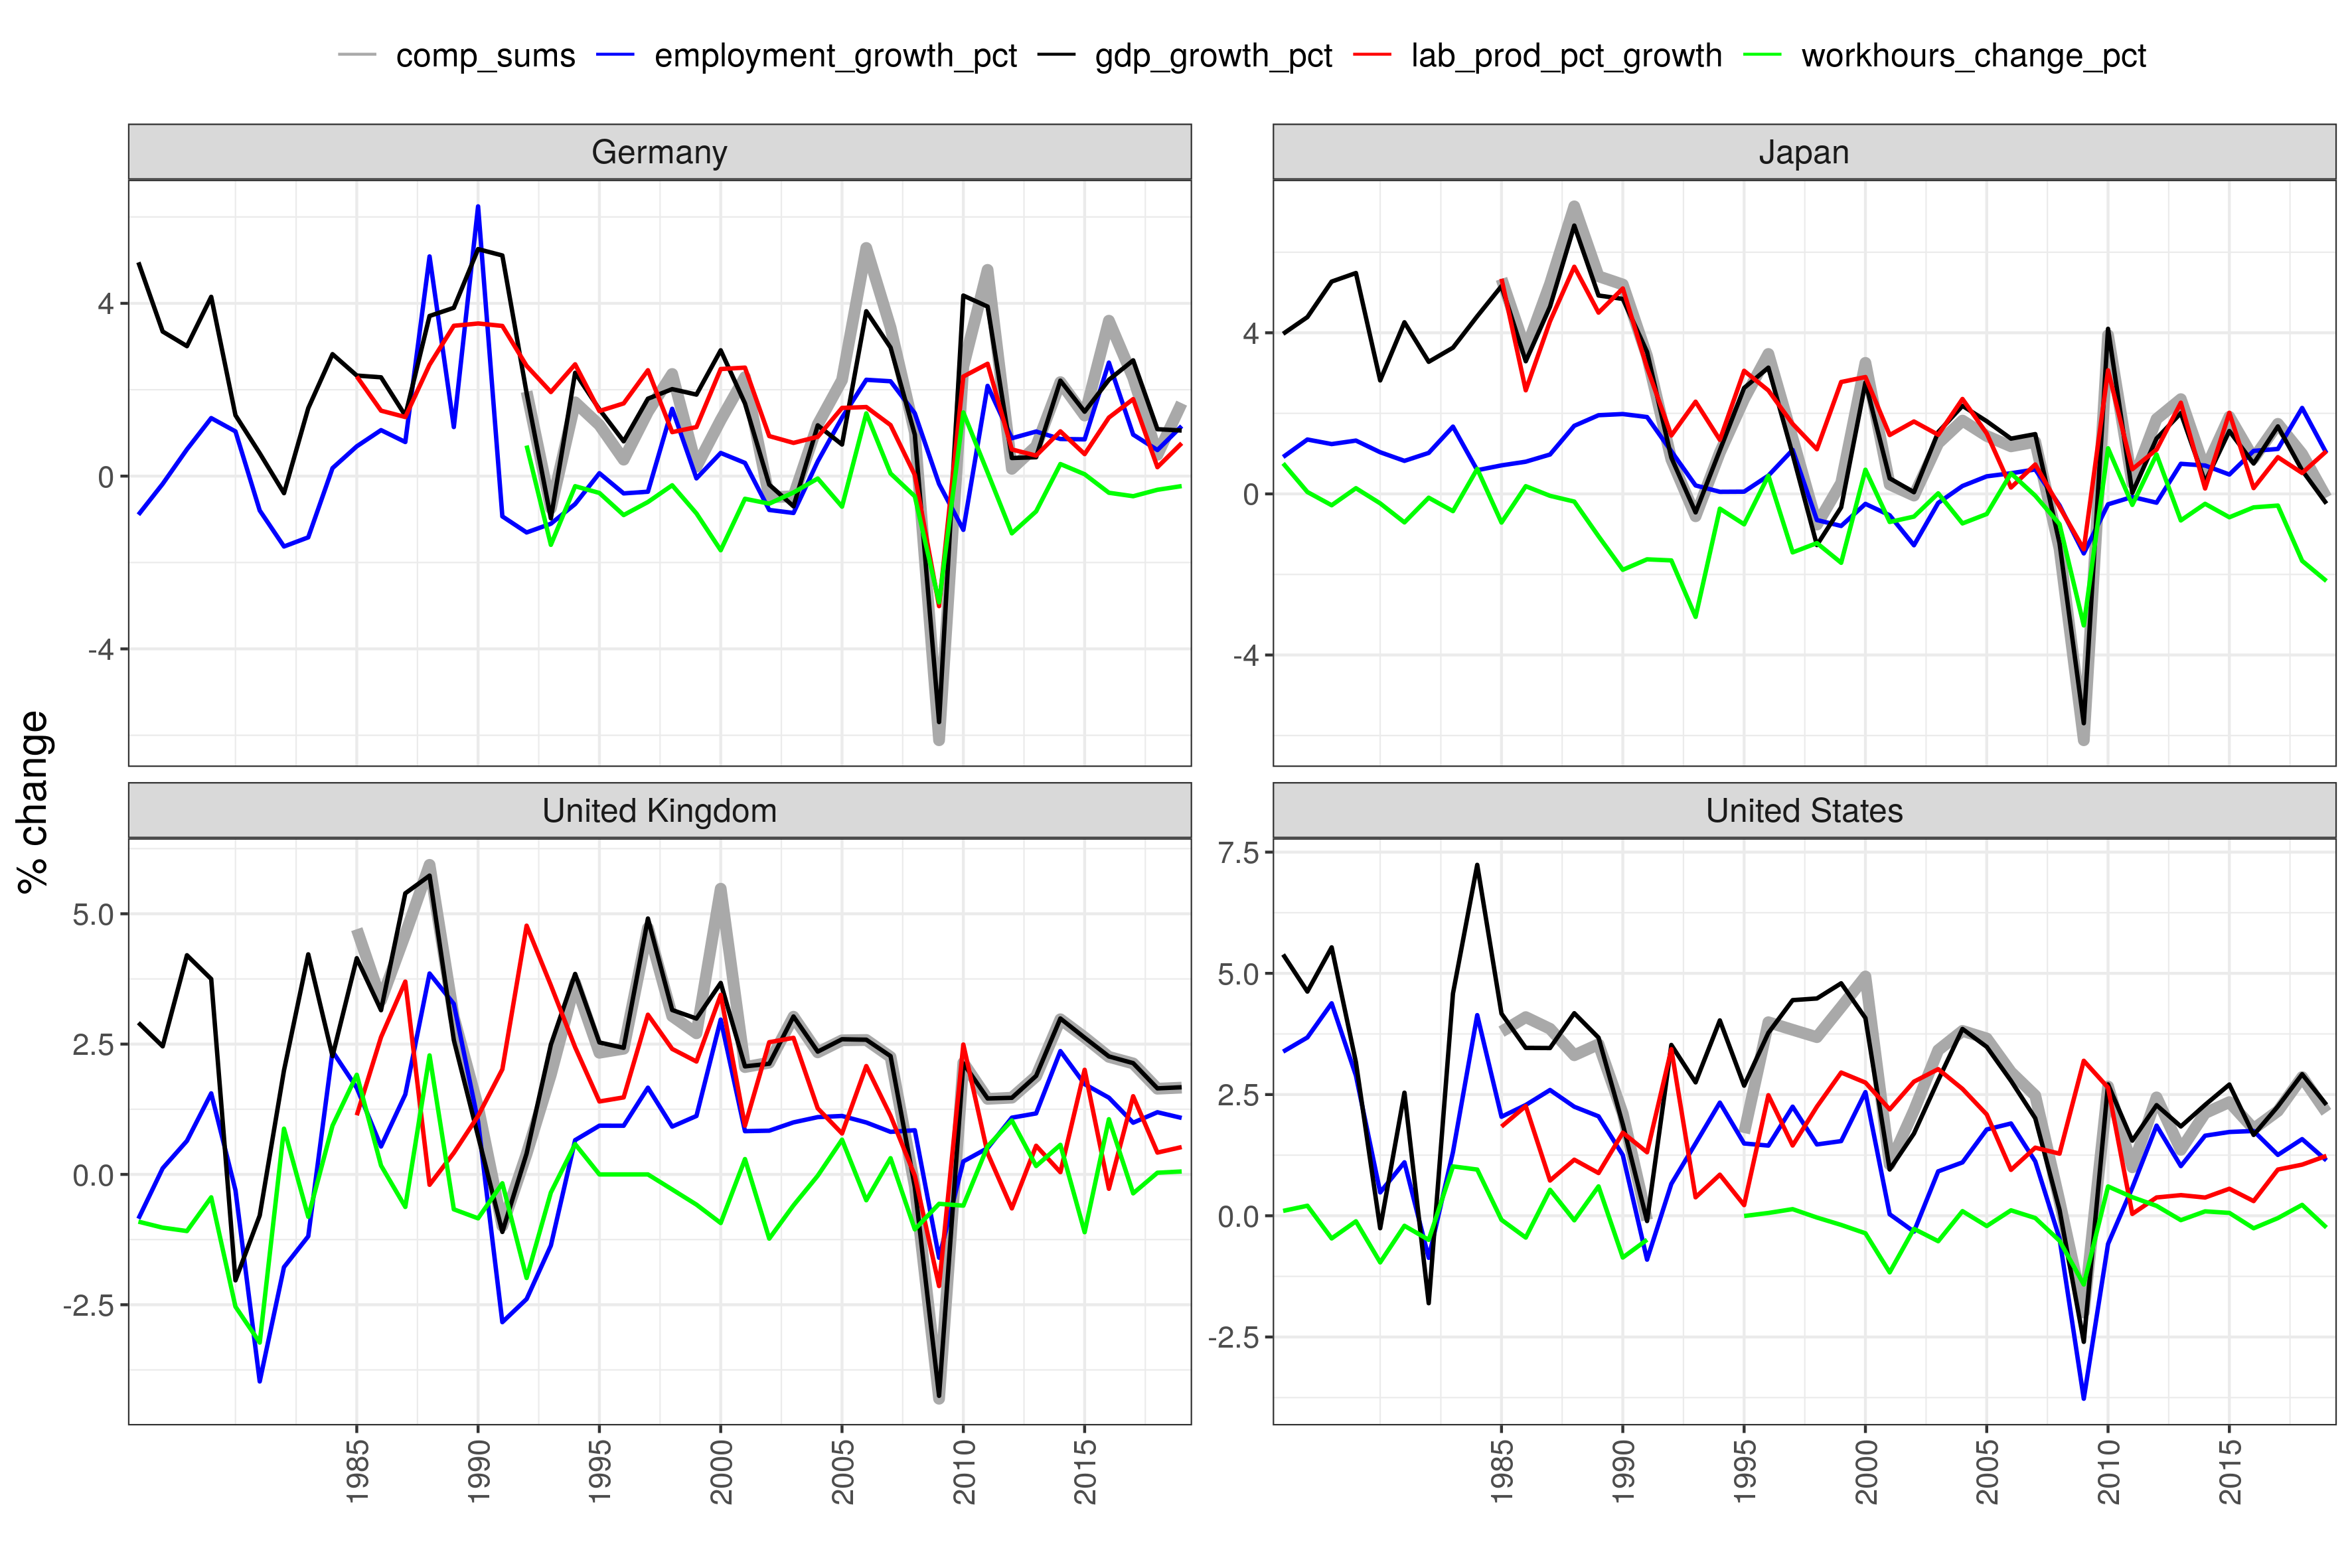 comp_sums employment_growth_pct gdp_growth_pct lab_prod_pct_growth workhours_change_pct
Germany
Japan
4
0
-4
4
0
-4
% change
United Kingdom
United States
5.0
2.5
0.0
-2.5
7.5
5.0
2.5
0.0
-2.5
1985 1990 1995 2000 2005 2010 2015
1985 1990 1995 2000 2005 2010 2015